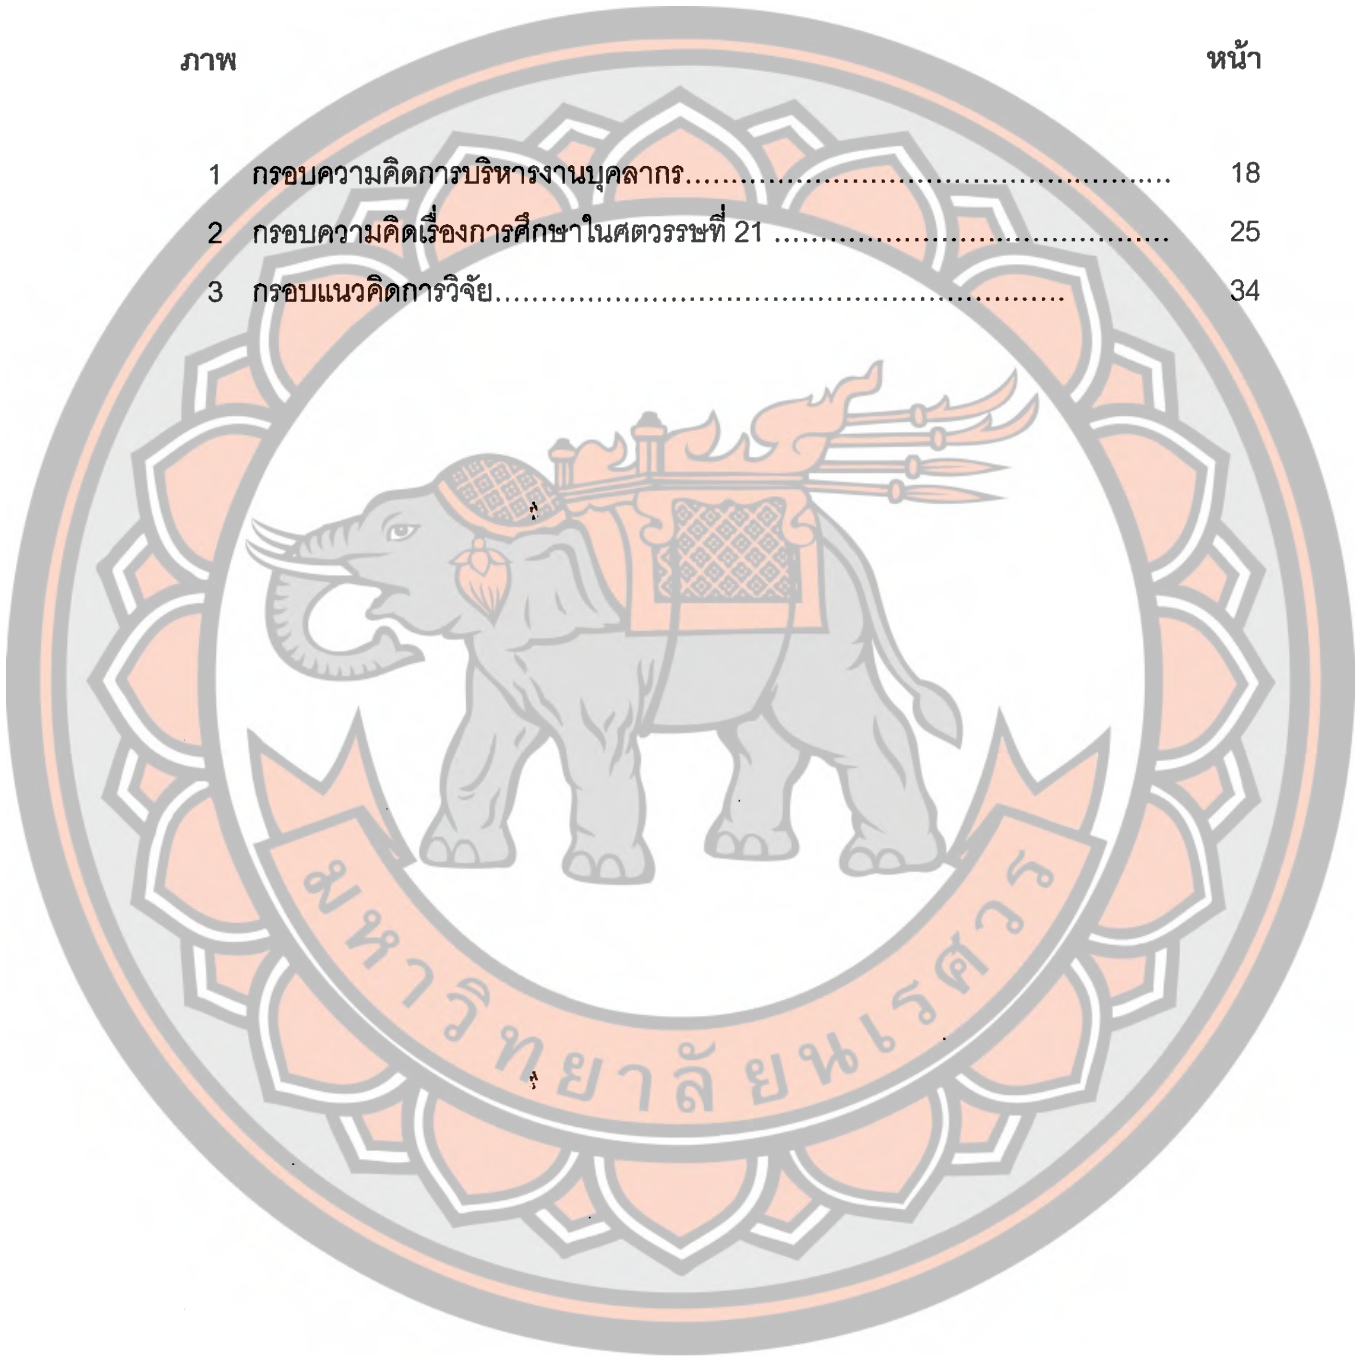 ภาพ หน้า
1 กรอบความคิดการบริหารงานบุคลากร........................................................ 18
2 กรอบความคิดเรื่องการศึกษาในศตวรรษที่ 21 ............................................. 25
3 กรอบแนวคิดการวิจัย................................................................. 34
มหาวิทยาลัยนเรศวร